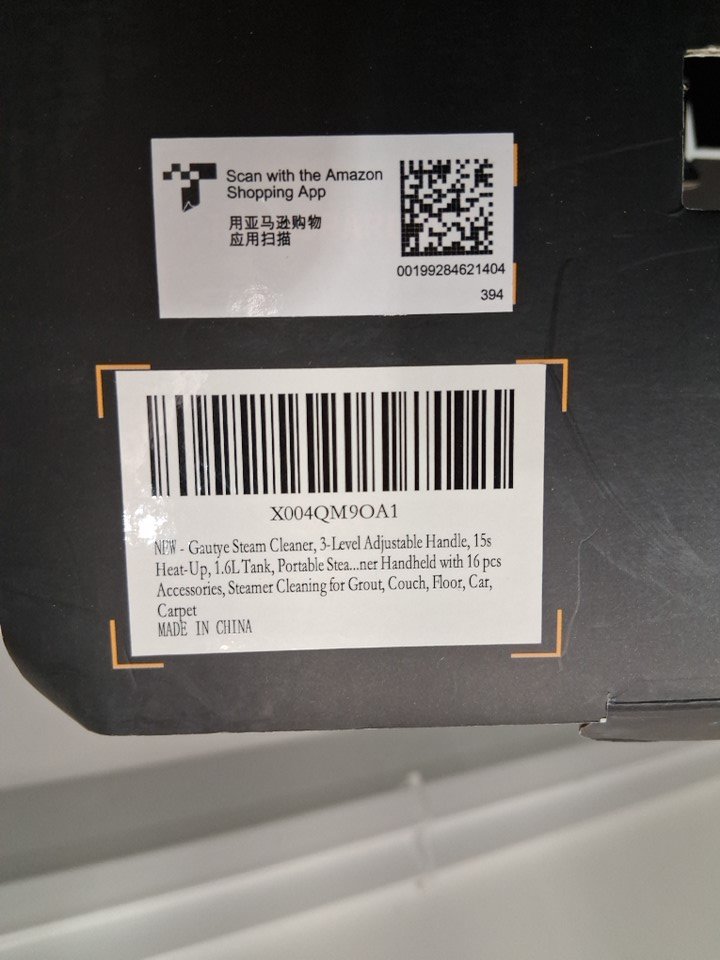 Scan with the Amazon
Shopping App
用亚马逊购物
应用扫描
00199284621404
394
X004QM9OA1
NEW - Gautye Steam Cleaner, 3-Level Adjustable Handle, 15s
Heat-Up, 1.6L Tank, Portable Stea...ner Handheld with 16 pcs
Accessories, Steamer Cleaning for Grout, Couch, Floor, Car,
Carpet
MADE IN CHINA